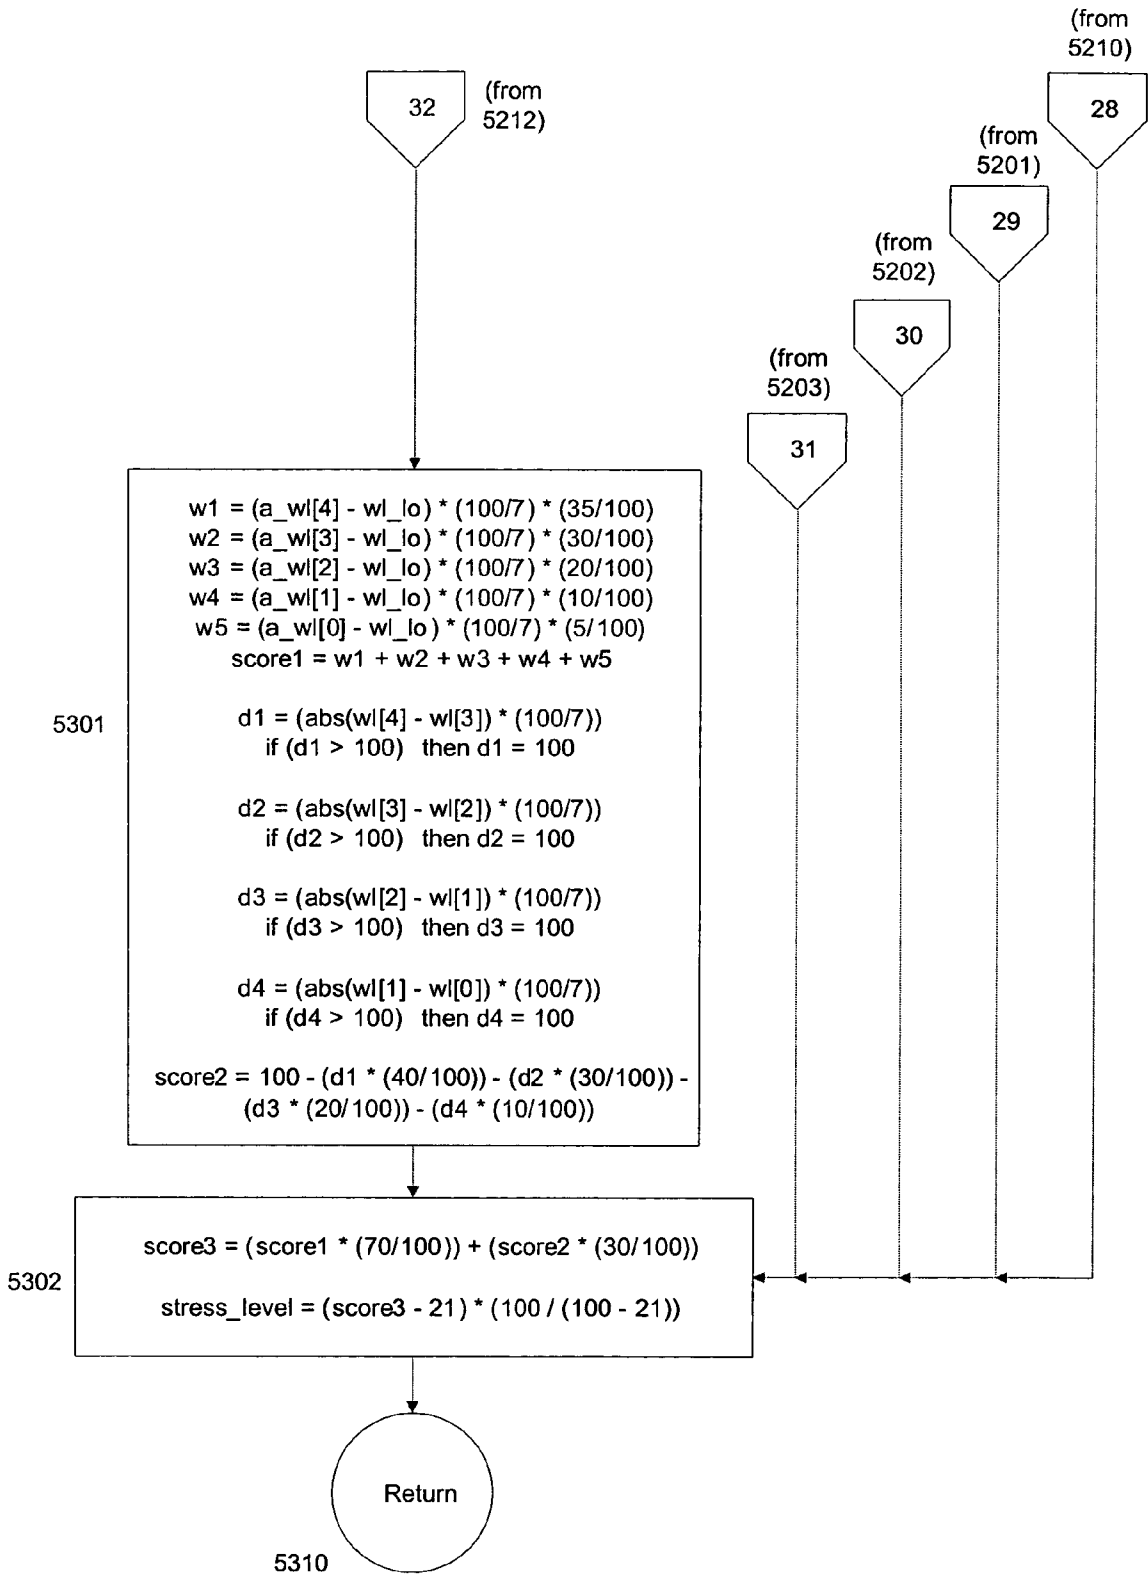 (from
5210)
28
32
(from
5212)
(from
5201)
29
(from
5202)
30
(from
5203)
31
w1 = (a_wl[4] - wl_lo) * (100/7) * (35/100)
w2 = (a_wl[3] - wl_lo) * (100/7) * (30/100)
w3 = (a_wl[2] - wl_lo) * (100/7) * (20/100)
w4 = (a_wl[1] - wl_lo) * (100/7) * (10/100)
w5 = (a_wl[0] - wl_lo) * (100/7) * (5/100)
score1 = w1 + w2 + w3 + w4 + w5
5301
d1 = (abs(wl[4] - wl[3]) * (100/7))
if (d1 > 100) then d1 = 100
d2 = (abs(wl[3] - wl[2]) * (100/7))
if (d2 > 100) then d2 = 100
d3 = (abs(wl[2] - wl[1]) * (100/7))
if (d3 > 100) then d3 = 100
d4 = (abs(wl[1] - wl[0]) * (100/7))
if (d4 > 100) then d4 = 100
score2 = 100 - (d1 * (40/100)) - (d2 * (30/100)) -
(d3 * (20/100)) - (d4 * (10/100))
score3 = (score1 * (70/100)) + (score2 * (30/100))
5302
stress_level = (score3 - 21) * (100 / (100 - 21))
Return
5310